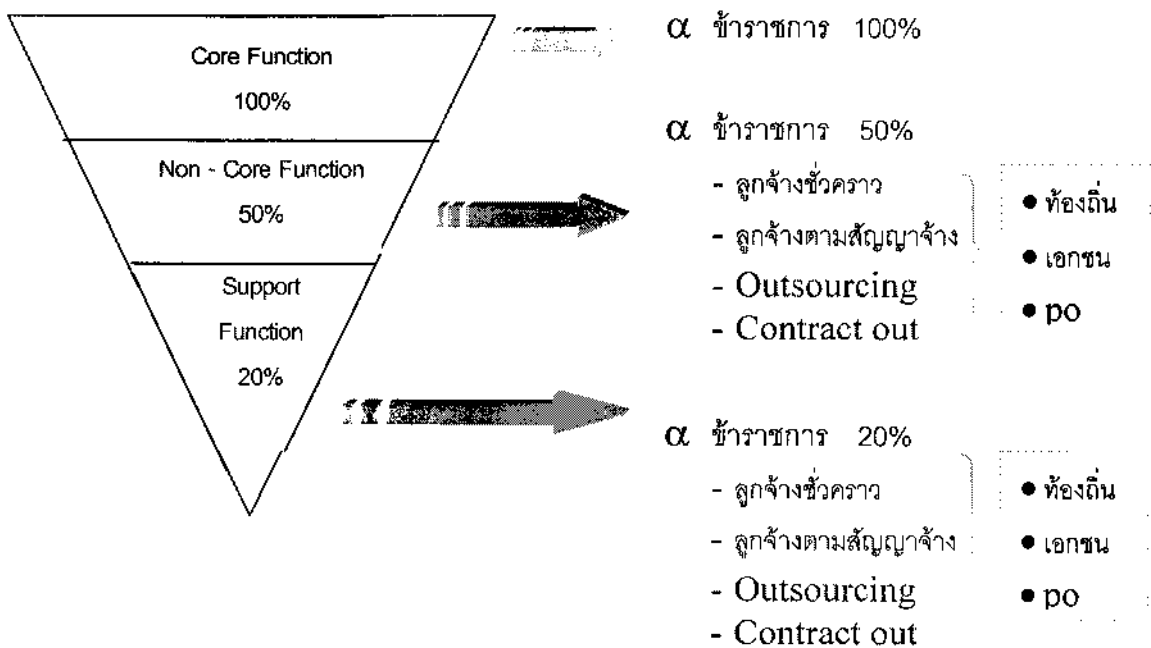 Core Function
100%
Non - Core Function
50%
Support
Function
20%
α ข้าราชการ 100%
α ข้าราชการ 50%
- ลูกจ้างชั่วคราว
- ลูกจ้างตามสัญญาจ้าง
- Outsourcing
- Contract out
● ท้องถิ่น
● เอกชน
● po
α ข้าราชการ 20%
- ลูกจ้างชั่วคราว
- ลูกจ้างตามสัญญาจ้าง
- Outsourcing
- Contract out
● ท้องถิ่น
● เอกชน
● po